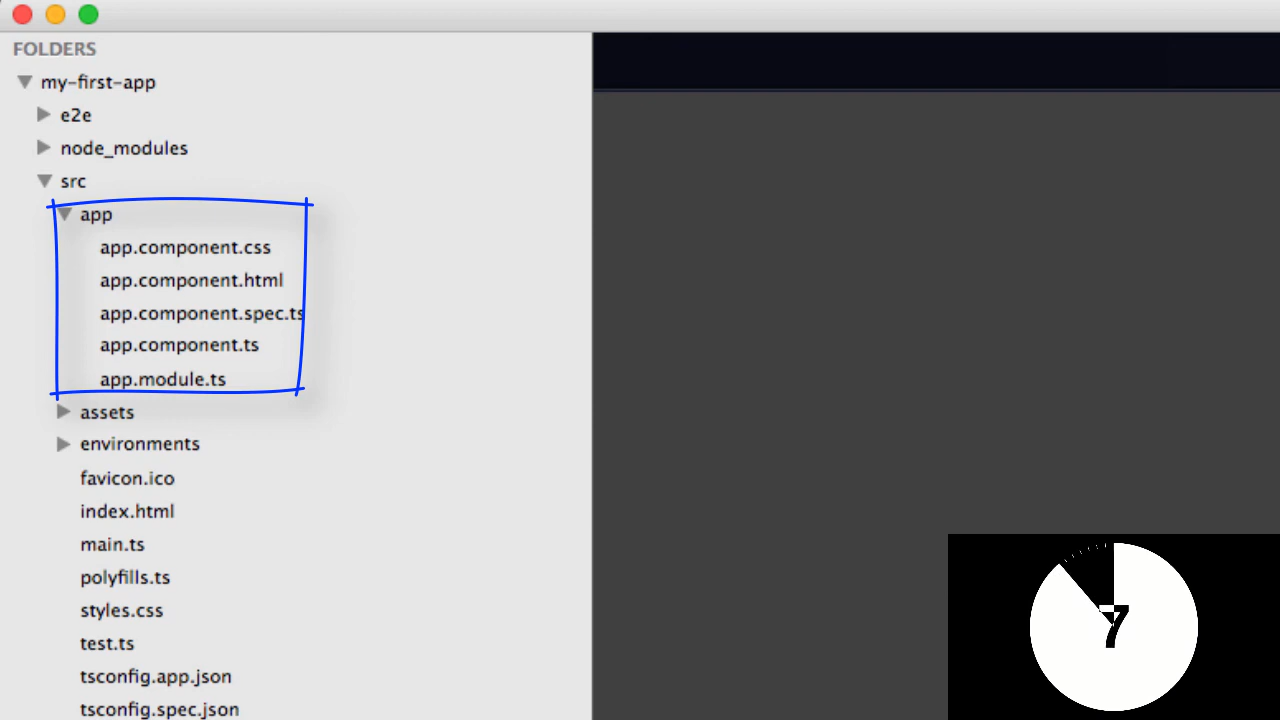 FOLDERS
my-first-app
e2e
node_modules
src
app
app.component.css
app.component.html
app.component.spec.ts
app.component.ts
app.module.ts
assets
environments
favicon.ico
index.html
main.ts
polyfills.ts
styles.css
test.ts
tsconfig.app.json
tsconfig.spec.json
7